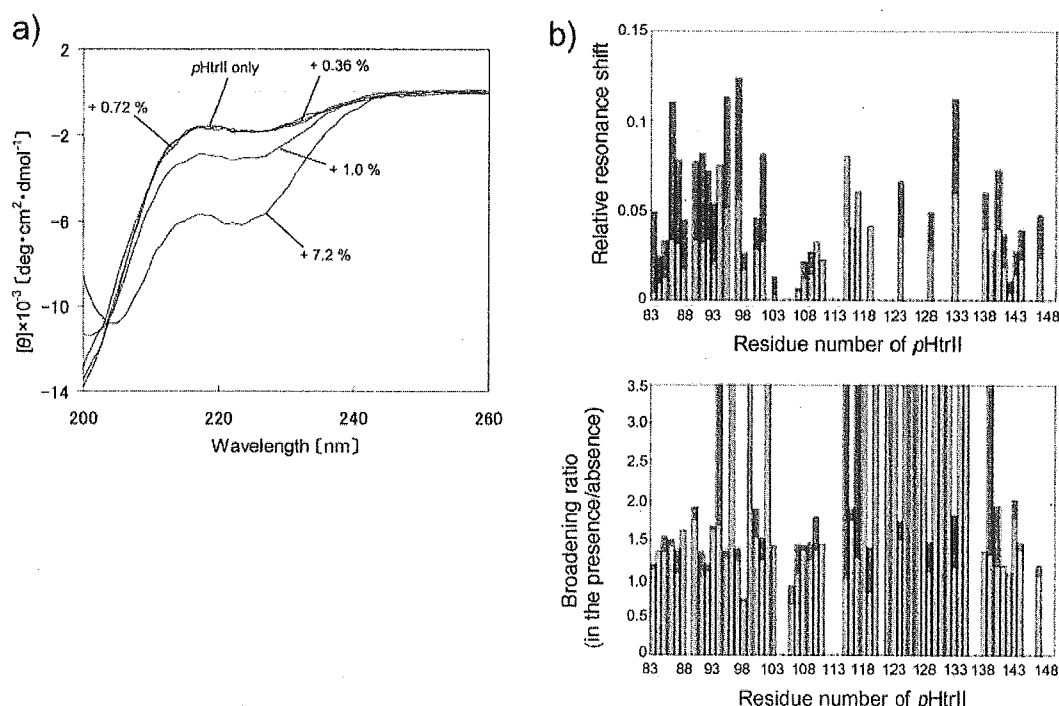 a)
2
-2
-6
-10
-14
[θ]×10⁻³ [deg·cm²·dmol⁻¹]
pHtrII only
+ 0.36 %
+ 0.72 %
+ 1.0 %
+ 7.2 %
200 220 240 260
Wavelength [nm]
b)
0.15
0.1
0.05
0
Relative resonance shift
83 88 93 98 103 108 113 118 123 128 133 138 143 148
Residue number of pHtrII
3.5
3.0
2.5
2.0
1.5
1.0
0.5
0
Broadening ratio
(in the presence/absence)
83 88 93 98 103 108 113 118 123 128 133 138 143 148
Residue number of pHtrII